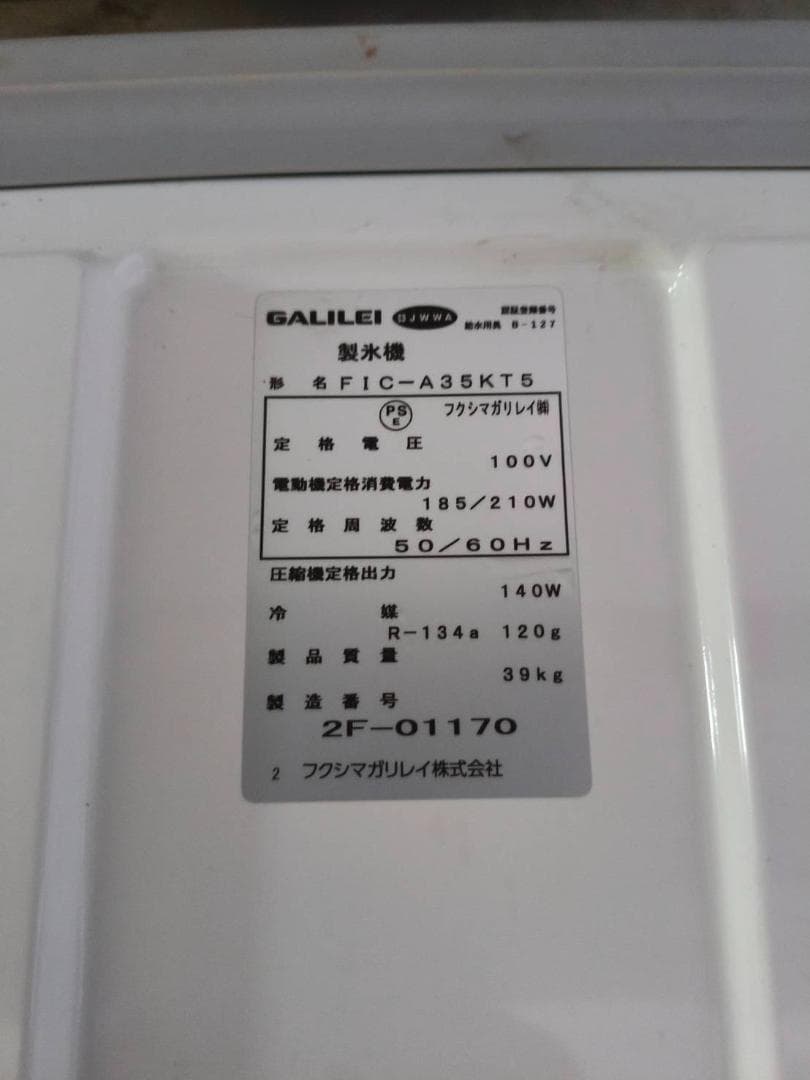 GALILEI JWWA 認証登録番号
給水用具 B-127
製氷機
形名 FIC-A35KT5
PS E フクシマガリレイ㈱
定格電圧
100V
電動機定格消費電力
185/210W
定格周波数
50/60Hz
圧縮機定格出力
140W
冷媒
R-134a 120g
製品質量
39kg
製造番号
2F-01170
2 フクシマガリレイ株式会社